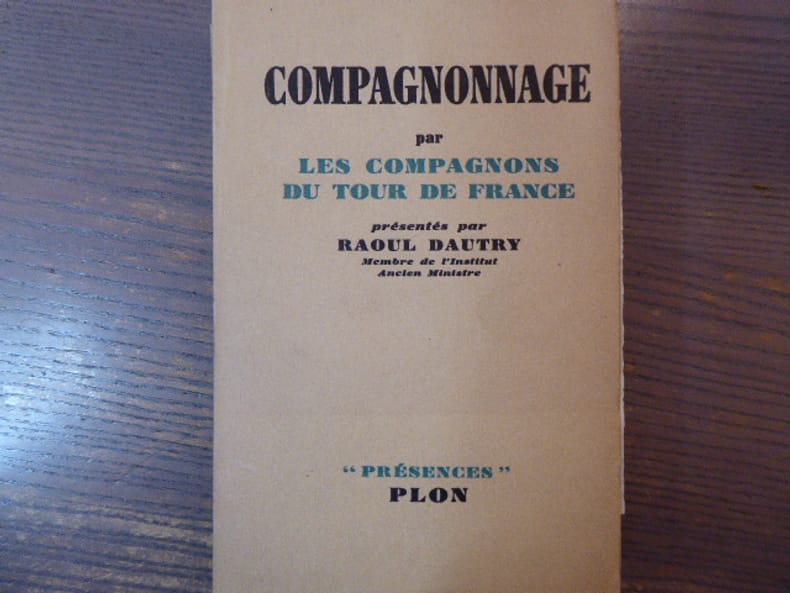 COMPAGNONNAGE
par
LES COMPAGNONS
DU TOUR DE FRANCE
présentés par
RAOUL DAUTRY
Membre de l'Institut
Ancien Ministre
“ PRÉSENCES ”
PLON